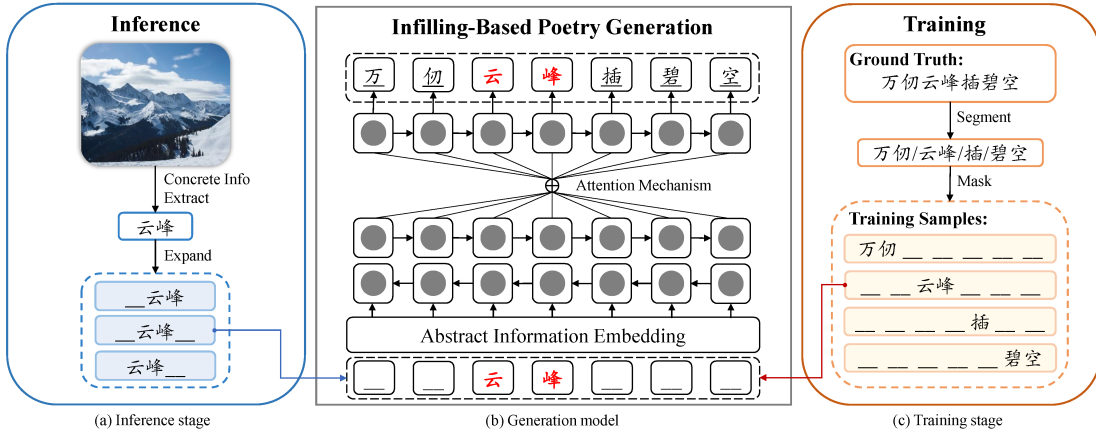 Inference
Concrete Info
Extract
云峰
Expand
__云峰
__云峰__
云峰__
(a) Inference stage
Infilling-Based Poetry Generation
万 仞 云 峰 插 碧 空
Attention Mechanism
Abstract Information Embedding
__ __ 云 峰 __ __ __
(b) Generation model
Training
Ground Truth:
万仞云峰插碧空
Segment
万仞/云峰/插/碧空
Mask
Training Samples:
万仞 __ __ __ __ __
__ __ 云峰 __ __ __
__ __ __ __ 插 __ __
__ __ __ __ __ 碧空
(c) Training stage